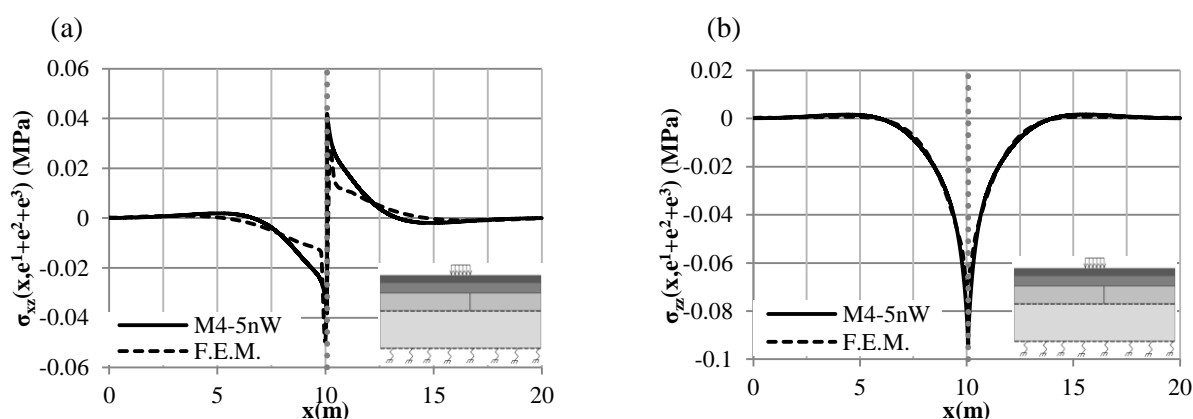 (a)
σxz(x,e¹+e²+e³) (MPa)
0.06
0.04
0.02
0
-0.02
-0.04
-0.06
M4-5nW
F.E.M.
0 5 10 15 20
x(m)
(b)
σzz(x,e¹+e²+e³) (MPa)
0.02
0
-0.02
-0.04
-0.06
-0.08
-0.1
M4-5nW
F.E.M.
0 5 10 15 20
x(m)